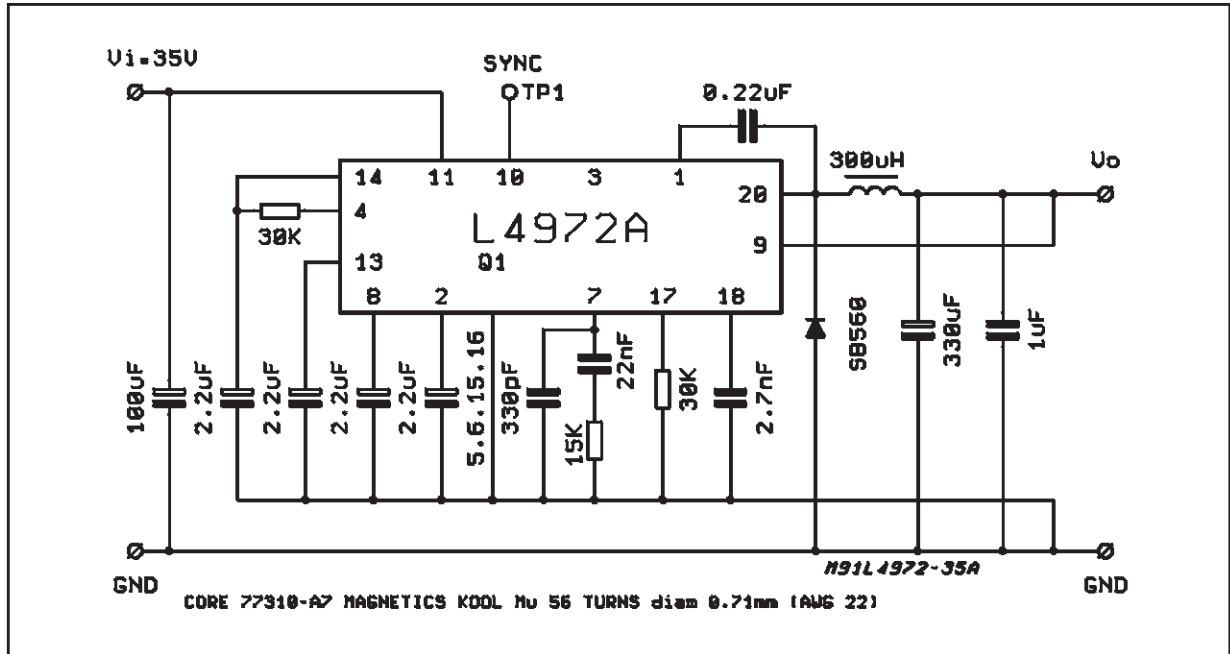 Vi=35V
SYNC
TP1
0.22uF
300uH
Vo
14
11
10
3
1
20
4
30K
L4972A
9
13
Q1
8
2
7
17
18
100uF
2.2uF
2.2uF
2.2uF
2.2uF
5.6.15.16
330pF
22nF
15K
30K
2.7nF
SB560
330uF
1uF
M91L4972-35A
GND
GND
CORE 77310-A7 MAGNETICS KOOL Mu 56 TURNS diam 0.71mm (AWG 22)